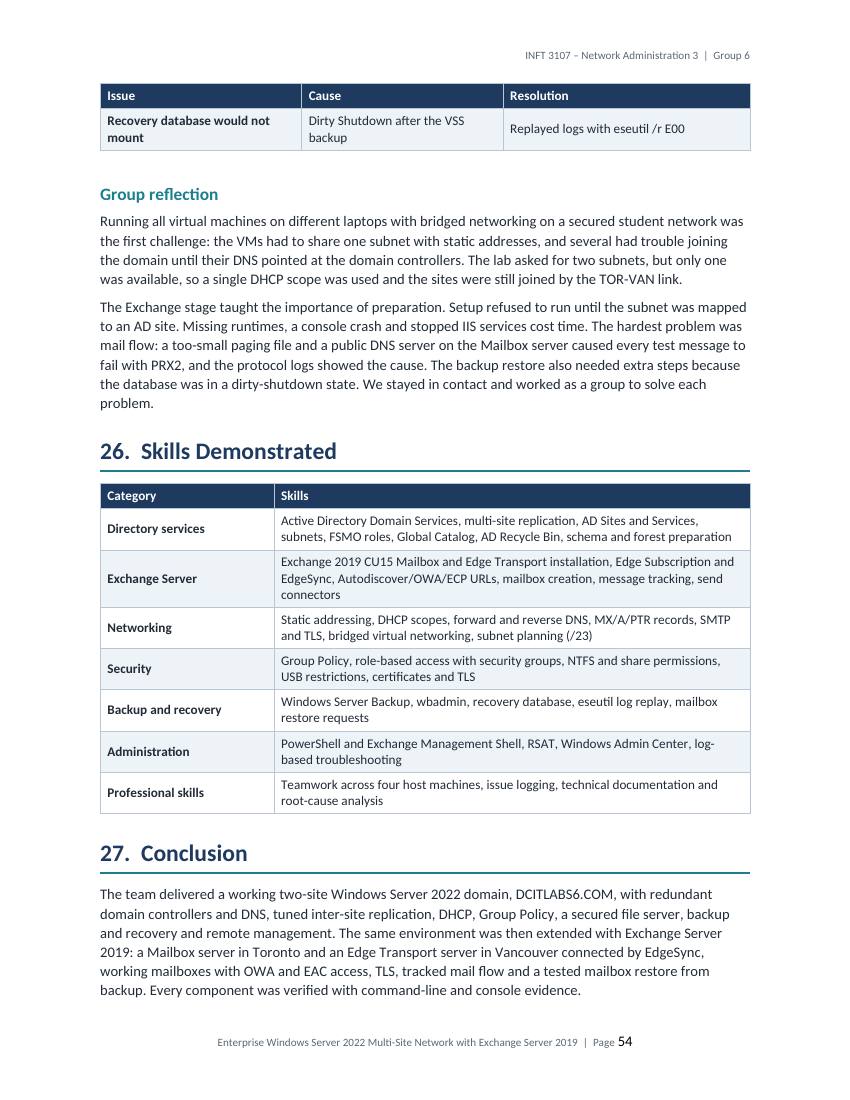 INFT 3107 – Network Administration 3 | Group 6
Issue Cause Resolution
Recovery database would not
mount
Dirty Shutdown after the VSS
backup
Replayed logs with eseutil /r E00
Group reflection
Running all virtual machines on different laptops with bridged networking on a secured student network was
the first challenge: the VMs had to share one subnet with static addresses, and several had trouble joining
the domain until their DNS pointed at the domain controllers. The lab asked for two subnets, but only one
was available, so a single DHCP scope was used and the sites were still joined by the TOR-VAN link.
The Exchange stage taught the importance of preparation. Setup refused to run until the subnet was mapped
to an AD site. Missing runtimes, a console crash and stopped IIS services cost time. The hardest problem was
mail flow: a too-small paging file and a public DNS server on the Mailbox server caused every test message to
fail with PRX2, and the protocol logs showed the cause. The backup restore also needed extra steps because
the database was in a dirty-shutdown state. We stayed in contact and worked as a group to solve each
problem.
26. Skills Demonstrated
Category Skills
Directory services
Active Directory Domain Services, multi-site replication, AD Sites and Services,
subnets, FSMO roles, Global Catalog, AD Recycle Bin, schema and forest preparation
Exchange Server
Exchange 2019 CU15 Mailbox and Edge Transport installation, Edge Subscription and
EdgeSync, Autodiscover/OWA/ECP URLs, mailbox creation, message tracking, send
connectors
Networking
Static addressing, DHCP scopes, forward and reverse DNS, MX/A/PTR records, SMTP
and TLS, bridged virtual networking, subnet planning (/23)
Security
Group Policy, role-based access with security groups, NTFS and share permissions,
USB restrictions, certificates and TLS
Backup and recovery
Windows Server Backup, wbadmin, recovery database, eseutil log replay, mailbox
restore requests
Administration
PowerShell and Exchange Management Shell, RSAT, Windows Admin Center, log-
based troubleshooting
Professional skills
Teamwork across four host machines, issue logging, technical documentation and
root-cause analysis
27. Conclusion
The team delivered a working two-site Windows Server 2022 domain, DCITLABS6.COM, with redundant
domain controllers and DNS, tuned inter-site replication, DHCP, Group Policy, a secured file server, backup
and recovery and remote management. The same environment was then extended with Exchange Server
2019: a Mailbox server in Toronto and an Edge Transport server in Vancouver connected by EdgeSync,
working mailboxes with OWA and EAC access, TLS, tracked mail flow and a tested mailbox restore from
backup. Every component was verified with command-line and console evidence.
Enterprise Windows Server 2022 Multi-Site Network with Exchange Server 2019 | Page 54